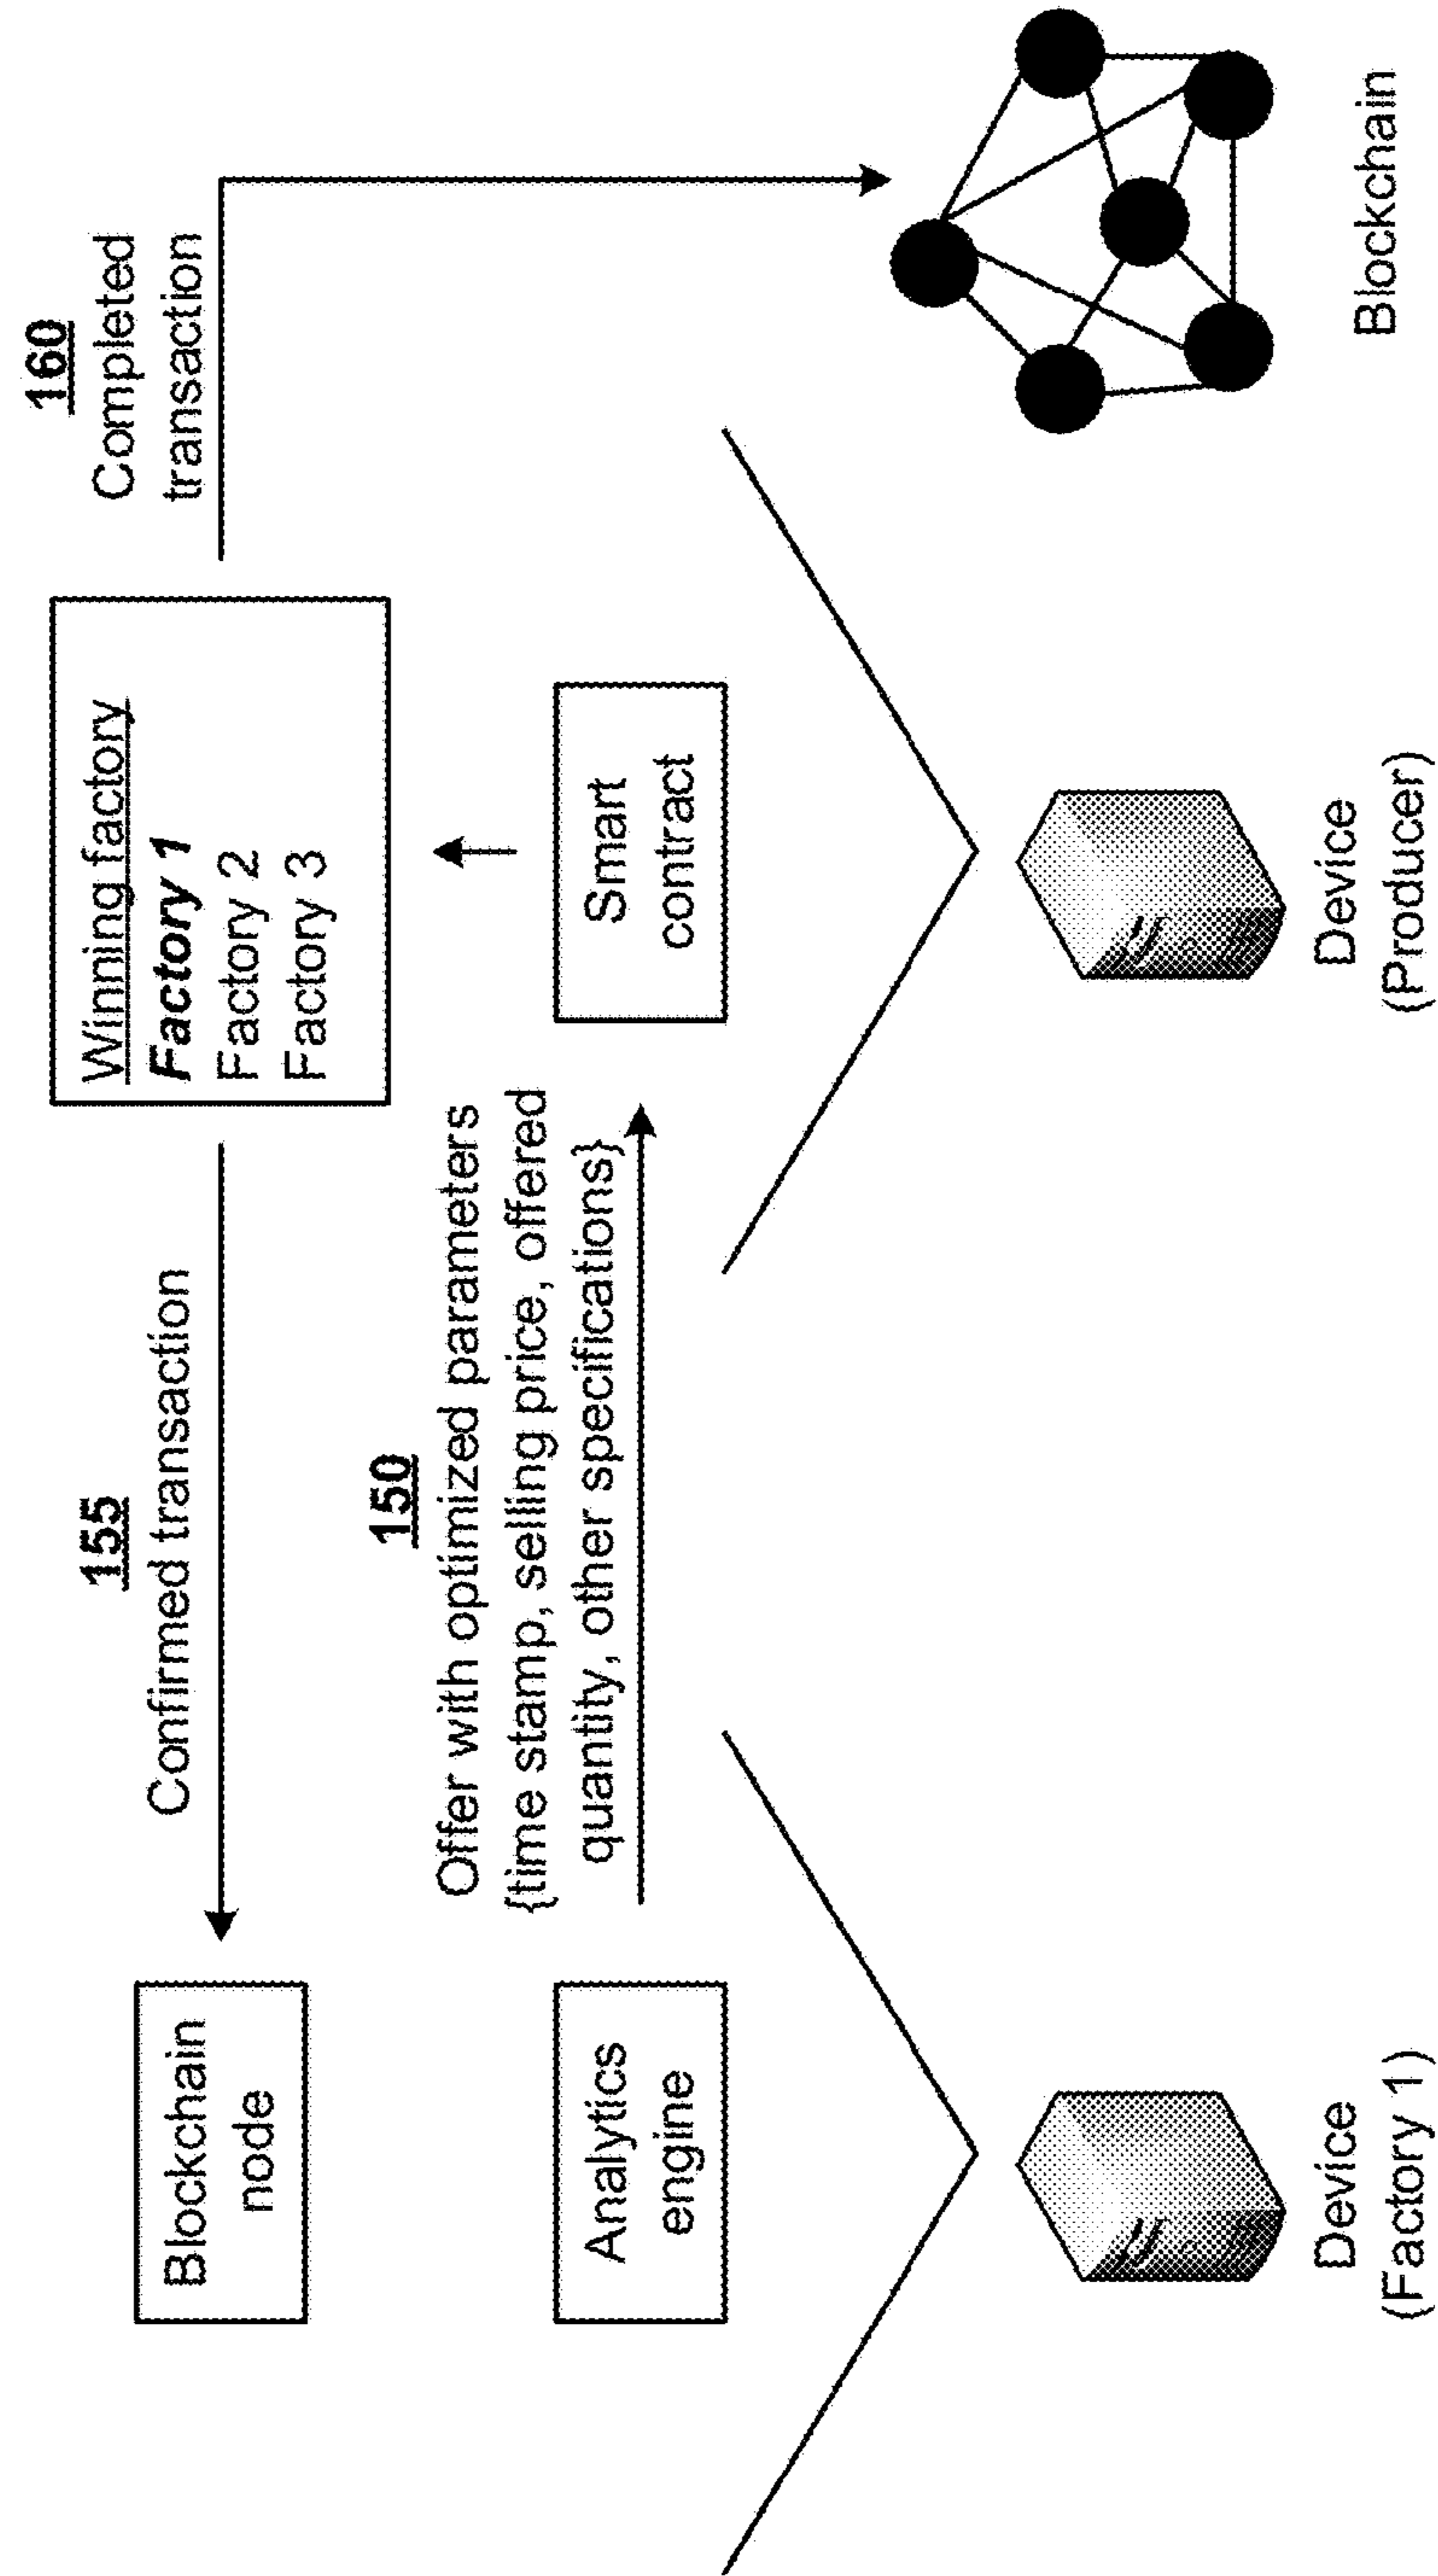 155
Confirmed transaction
160
Completed
transaction
Blockchain
node
Winning factory
Factory 1
Factory 2
Factory 3
150
Offer with optimized parameters
{time stamp, selling price, offered
quantity, other specifications}
Analytics
engine
Smart
contract
Device
(Factory 1)
Device
(Producer)
Blockchain